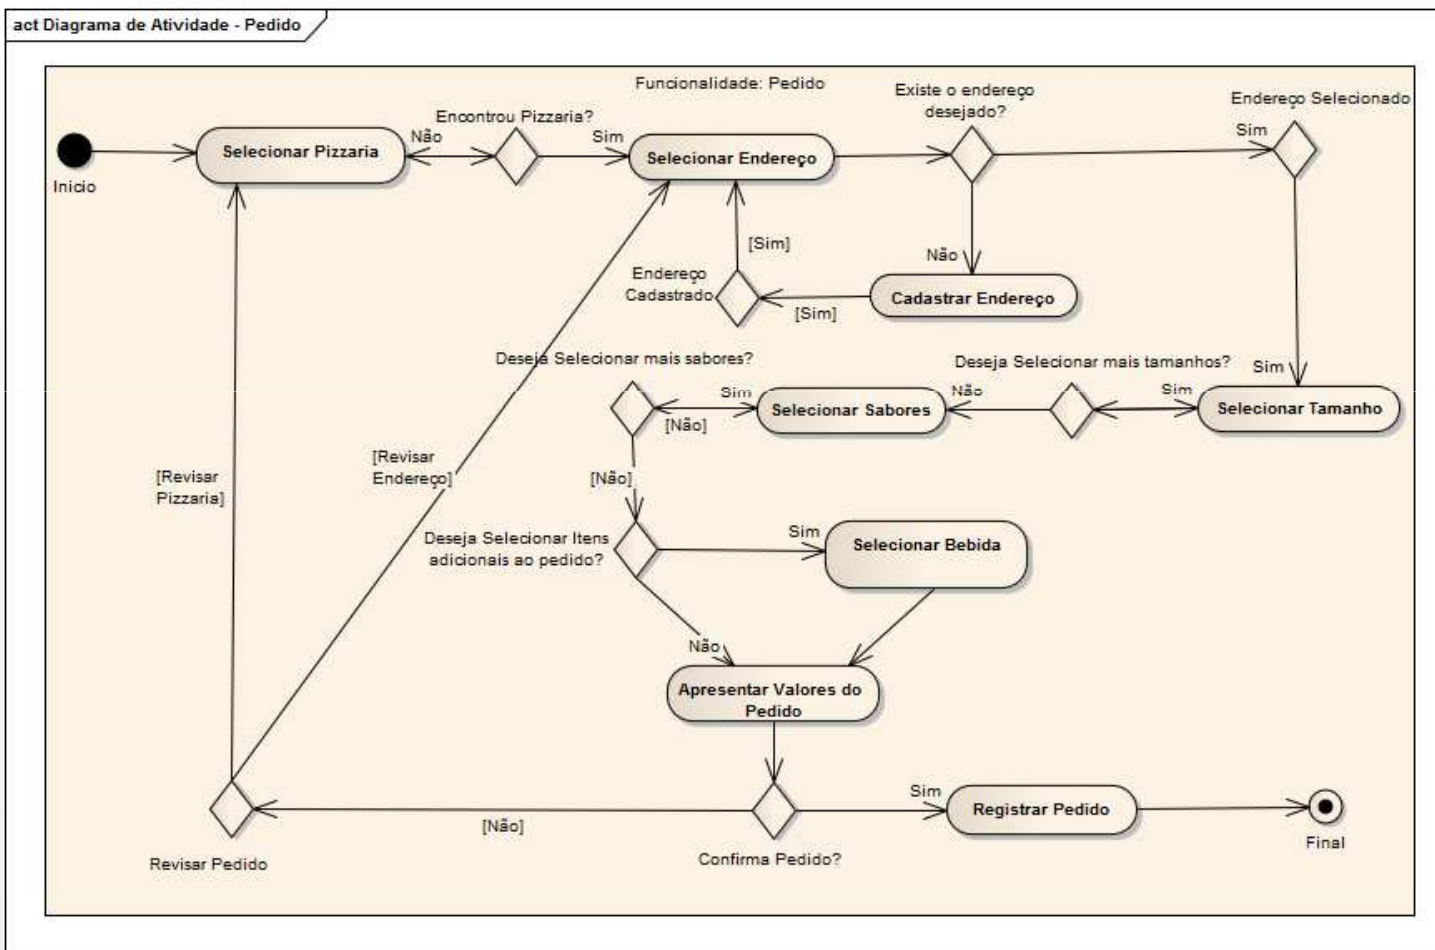 act Diagrama de Atividade - Pedido
Funcionalidade: Pedido
Existe o endereço
desejado?
Endereço Selecionado
Encontrou Pizzaria?
Inicio
Selecionar Pizzaria
Não
Sim
Selecionar Endereço
Sim
[Sim]
Não
Endereço
Cadastrado
Cadastrar Endereço
[Sim]
Deseja Selecionar mais sabores?
Deseja Selecionar mais tamanhos?
Sim
Sim
[Não]
Selecionar Sabores
Não
Sim
Selecionar Tamanho
[Revisar
Pizzaria]
[Revisar
Endereço]
[Não]
Deseja Selecionar Itens
adicionais ao pedido?
Sim
Selecionar Bebida
Não
Apresentar Valores do
Pedido
[Não]
Sim
Registrar Pedido
Final
Revisar Pedido
Confirma Pedido?